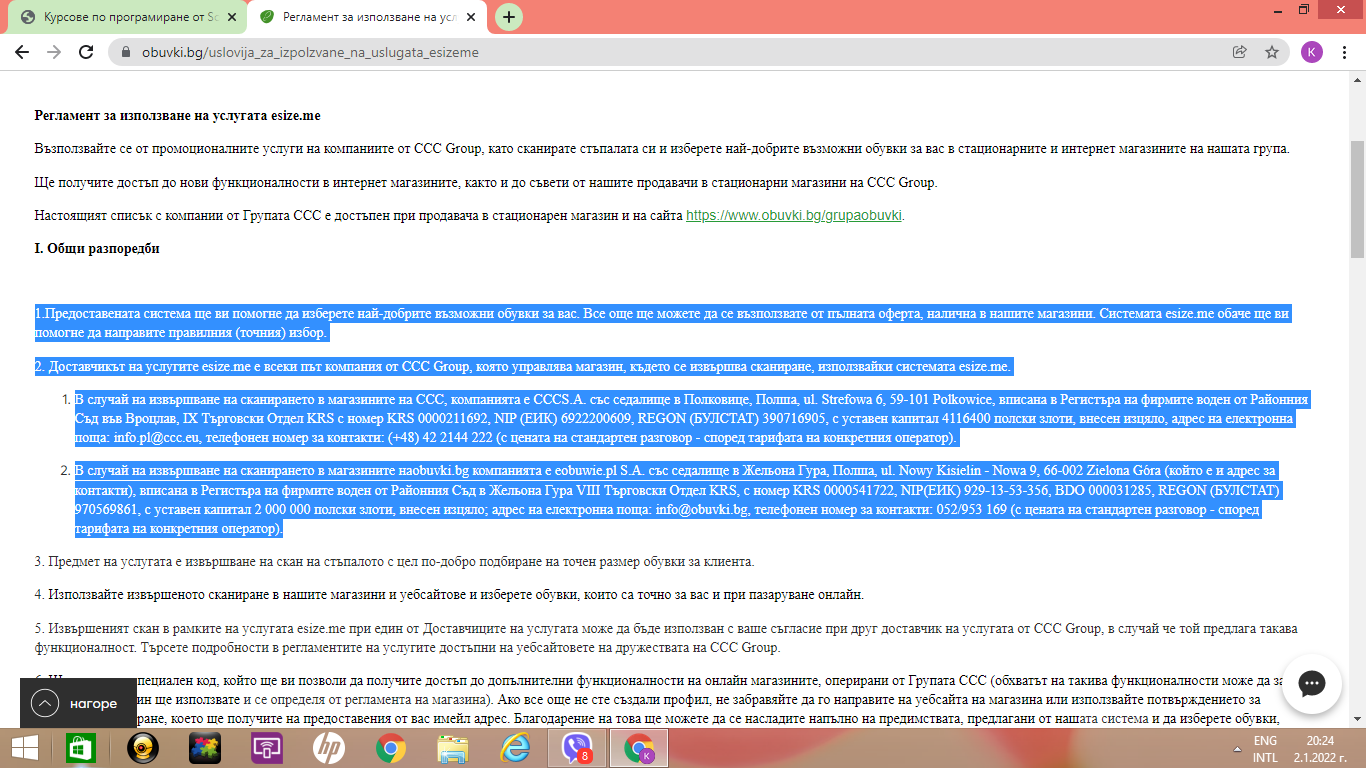 Курсове по програмиране от So
Регламент за използване на усл
obuvki.bg/uslovija_za_izpolzvane_na_uslugata_esizeme
K
Регламент за използване на услугата esize.me
Възползвайте се от промоционалните услуги на компаниите от CCC Group, като сканирате стъпалата си и изберете най-добрите възможни обувки за вас в стационарните и интернет магазините на нашата група.
Ще получите достъп до нови функционалности в интернет магазините, както и до съвети от нашите продавачи в стационарни магазини на CCC Group.
Настоящият списък с компании от Групата CCC е достъпен при продавача в стационарен магазин и на сайта https://www.obuvki.bg/grupaobuvki.
I. Общи разпоредби
1.Предоставената система ще ви помогне да изберете най-добрите възможни обувки за вас. Все още ще можете да се възползвате от пълната оферта, налична в нашите магазини. Системата esize.me обаче ще ви
помогне да направите правилния (точния) избор.
2. Доставчикът на услугите esize.me е всеки път компания от CCC Group, която управлява магазин, където се извършва сканиране, използвайки системата esize.me.
1. В случай на извършване на сканирането в магазините на CCC, компанията е CCCS.A. със седалище в Полковице, Полша, ul. Strefowa 6, 59-101 Polkowice, вписана в Регистъра на фирмите воден от Районния
Съд във Вроцлав, IX Търговски Отдел KRS с номер KRS 0000211692, NIP (ЕИК) 6922200609, REGON (БУЛСТАТ) 390716905, с уставен капитал 4116400 полски злоти, внесен изцяло, адрес на електронна
поща: info.pl@ccc.eu, телефонен номер за контакти: (+48) 42 2144 222 (с цената на стандартен разговор - според тарифата на конкретния оператор).
2. В случай на извършване на сканирането в магазините наobuvki.bg компанията е eobuwie.pl S.A. със седалище в Жельона Гура, Полша, ul. Nowy Kisielin - Nowa 9, 66-002 Zielona Góra (който е и адрес за
контакти), вписана в Регистъра на фирмите воден от Районния Съд в Жельона Гура VIII Търговски Отдел KRS, с номер KRS 0000541722, NIP(ЕИК) 929-13-53-356, BDO 000031285, REGON (БУЛСТАТ)
970569861, с уставен капитал 2 000 000 полски злоти, внесен изцяло; адрес на електронна поща: info@obuvki.bg, телефонен номер за контакти: 052/953 169 (с цената на стандартен разговор - според
тарифата на конкретния оператор).
3. Предмет на услугата е извършване на скан на стъпалото с цел по-добро подбиране на точен размер обувки за клиента.
4. Използвайте извършеното сканиране в нашите магазини и уебсайтове и изберете обувки, които са точно за вас и при пазаруване онлайн.
5. Извършеният скан в рамките на услугата esize.me при един от Доставчиците на услугата може да бъде използван с ваше съгласие при друг доставчик на услугата от CCC Group, в случай че той предлага такава
функционалност. Търсете подробности в регламентите на услугите достъпни на уебсайтовете на дружествата на CCC Group.
код, който ще ви позволи да получите достъп до допълнителни функционалности на онлайн магазините, оперирани от Групата CCC (обхватът на такива функционалности може да за
ще използвате и се определя от регламента на магазина). Ако все още не сте създали профил, не забравяйте да го направите на уебсайта на магазина или използвайте потвърждението за
което ще получите на предоставения от вас имейл адрес. Благодарение на това ще можете да се насладите напълно на предимствата, предлагани от нашата система и да изберете обувки,
нагоре
hp
8
K
ENG
INTL
20:24
2.1.2022 г.